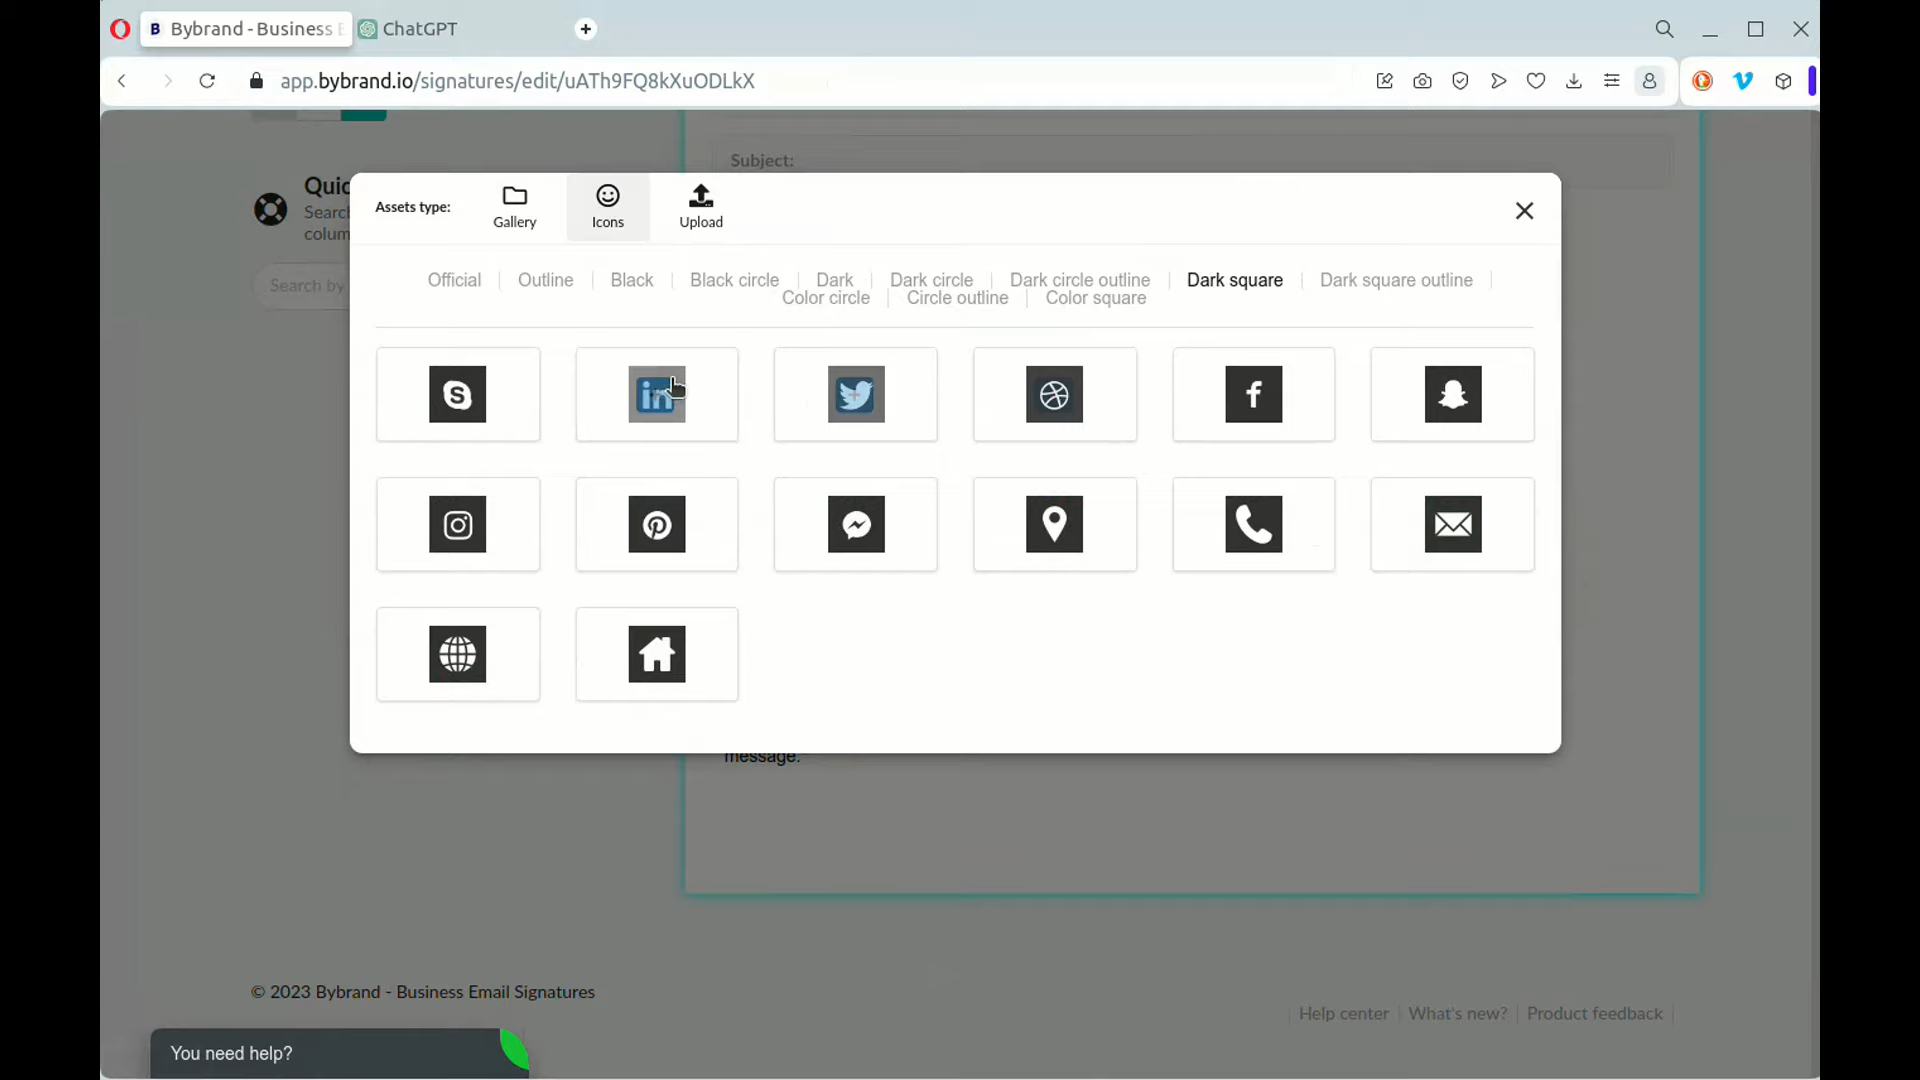 Bybrand - Business E
ChatGPT
app.bybrand.io/signatures/edit/uATh9FQ8kXuODLkX
Subject:
Quic
Searc
colum
Search by
Assets type:
Gallery
Icons
Upload
Official
Outline
Black
Black circle
Dark
Dark circle
Dark circle outline
Dark square
Dark square outline
Color circle
Circle outline
Color square
message."
© 2023 Bybrand - Business Email Signatures
Help center
What's new?
Product feedback
You need help?